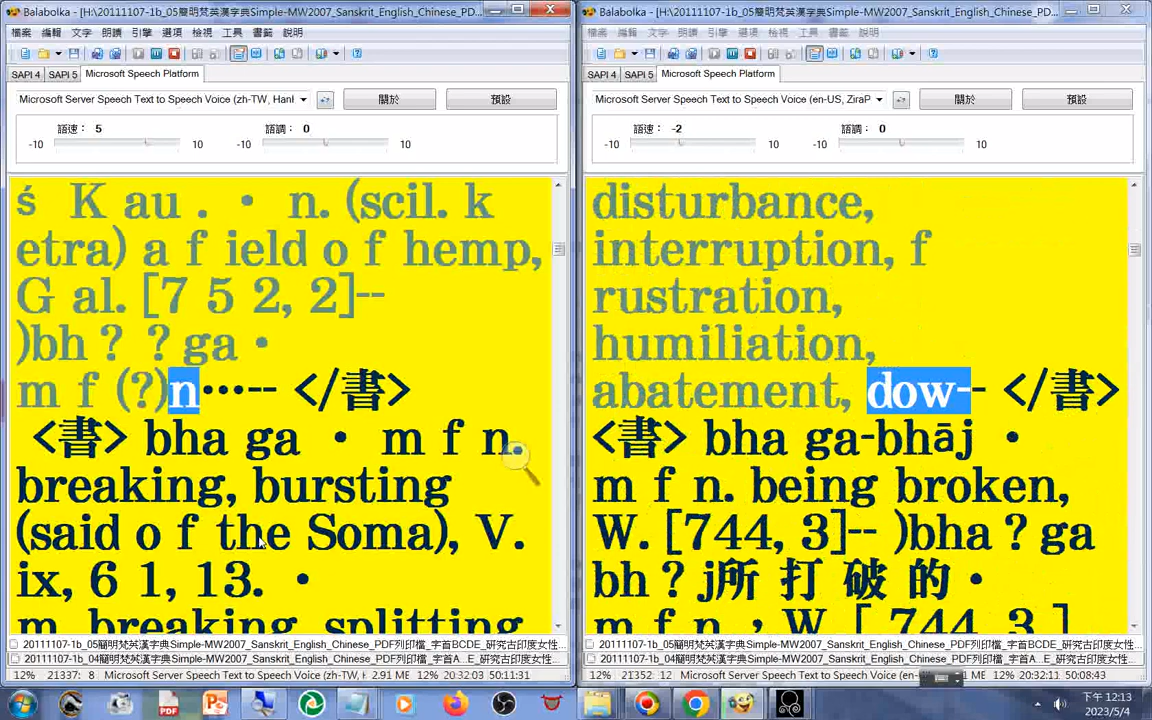 Balabolka - [H:\20111107-1b_05簡明梵英漢字典Simple-MW2007_Sanskrit_English_Chinese_PD...
檔案 編輯 文字 朗讀 引擎 選項 檢視 工具 書籤 說明
SAPI 4 SAPI 5 Microsoft Speech Platform
Microsoft Server Speech Text to Speech Voice (zh-TW, Hanl
關於 預設
語速： 5 語調： 0
-10 10 -10 10
ś K au . • n. (scil. k
etra) a f ield o f hemp,
G al. [7 5 2, 2]--
)bh ? ? ga •
m f (?)n…-- </書>
<書> bha ga • m f n.
breaking, bursting
(said o f the Soma), V.
ix, 6 1, 13. •
m. breaking, splitting
20111107-1b_05簡明梵英漢字典Simple-MW2007_Sanskrit_English_Chinese_PDF列印檔_字首BCDE_研究古印度女性...
20111107-1b_04簡明梵英漢字典Simple-MW2007_Sanskrit_English_Chinese_PDF列印檔_字首A...E_研究古印度女性...
12% 21337: 8 Microsoft Server Speech Text to Speech Voice (zh-TW, 2.91 ME 12% 20:32:03 50:11:31
Balabolka - [H:\20111107-1b_05簡明梵英漢字典Simple-MW2007_Sanskrit_English_Chinese_PD...
檔案 編輯 文字 朗讀 引擎 選項 檢視 工具 書籤 說明
SAPI 4 SAPI 5 Microsoft Speech Platform
Microsoft Server Speech Text to Speech Voice (en-US, ZiraP
關於 預設
語速： -2 語調： 0
-10 10 -10 10
disturbance,
interruption, f
rustration,
humiliation,
abatement, dow-- </書>
<書> bha ga-bhāj •
m f n. being broken,
W. [744, 3]-- )bha ? ga
bh ? j所 打 破 的 •
m f n. , W. [ 744, 3 ]
20111107-1b_05簡明梵英漢字典Simple-MW2007_Sanskrit_English_Chinese_PDF列印檔_字首BCDE_研究古印度女性...
20111107-1b_04簡明梵英漢字典Simple-MW2007_Sanskrit_English_Chinese_PDF列印檔_字首A...E_研究古印度女性...
12% 21352: 12 Microsoft Server Speech Text to Speech Voice (en-US, ME 12% 20:32:11 50:08:43
PDF
下午 12:13
2023/5/4